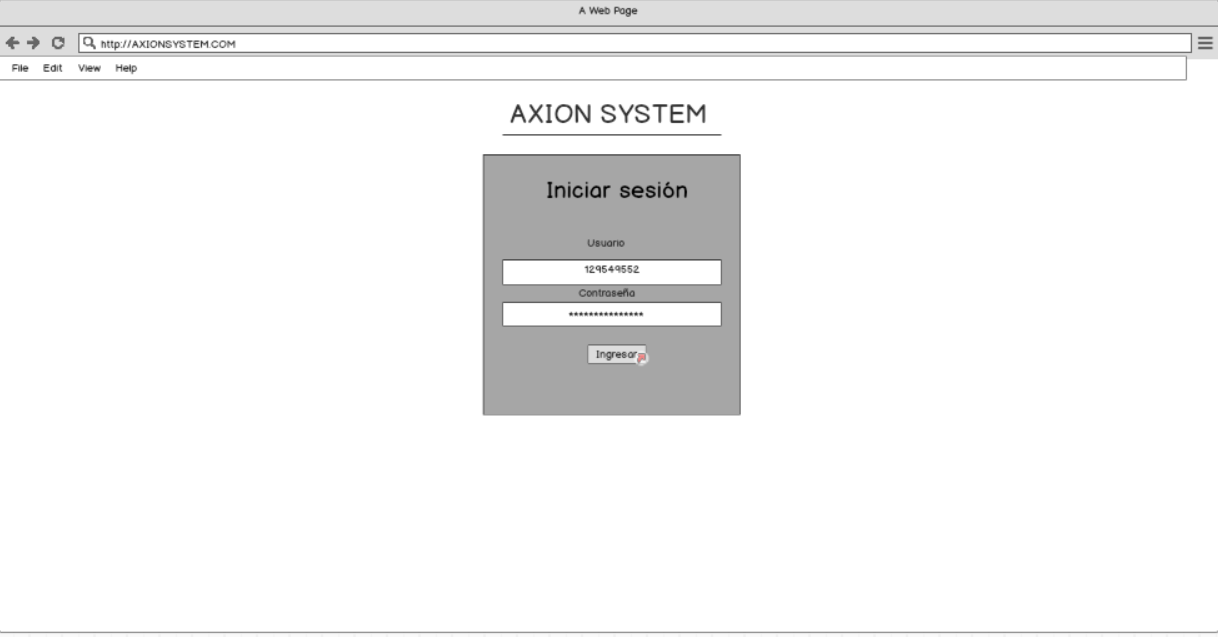 A Web Page
http://AXIONSYSTEM.COM
File Edit View Help
AXION SYSTEM
Iniciar sesión
Usuario
129549552
Contraseña
***************
Ingresar